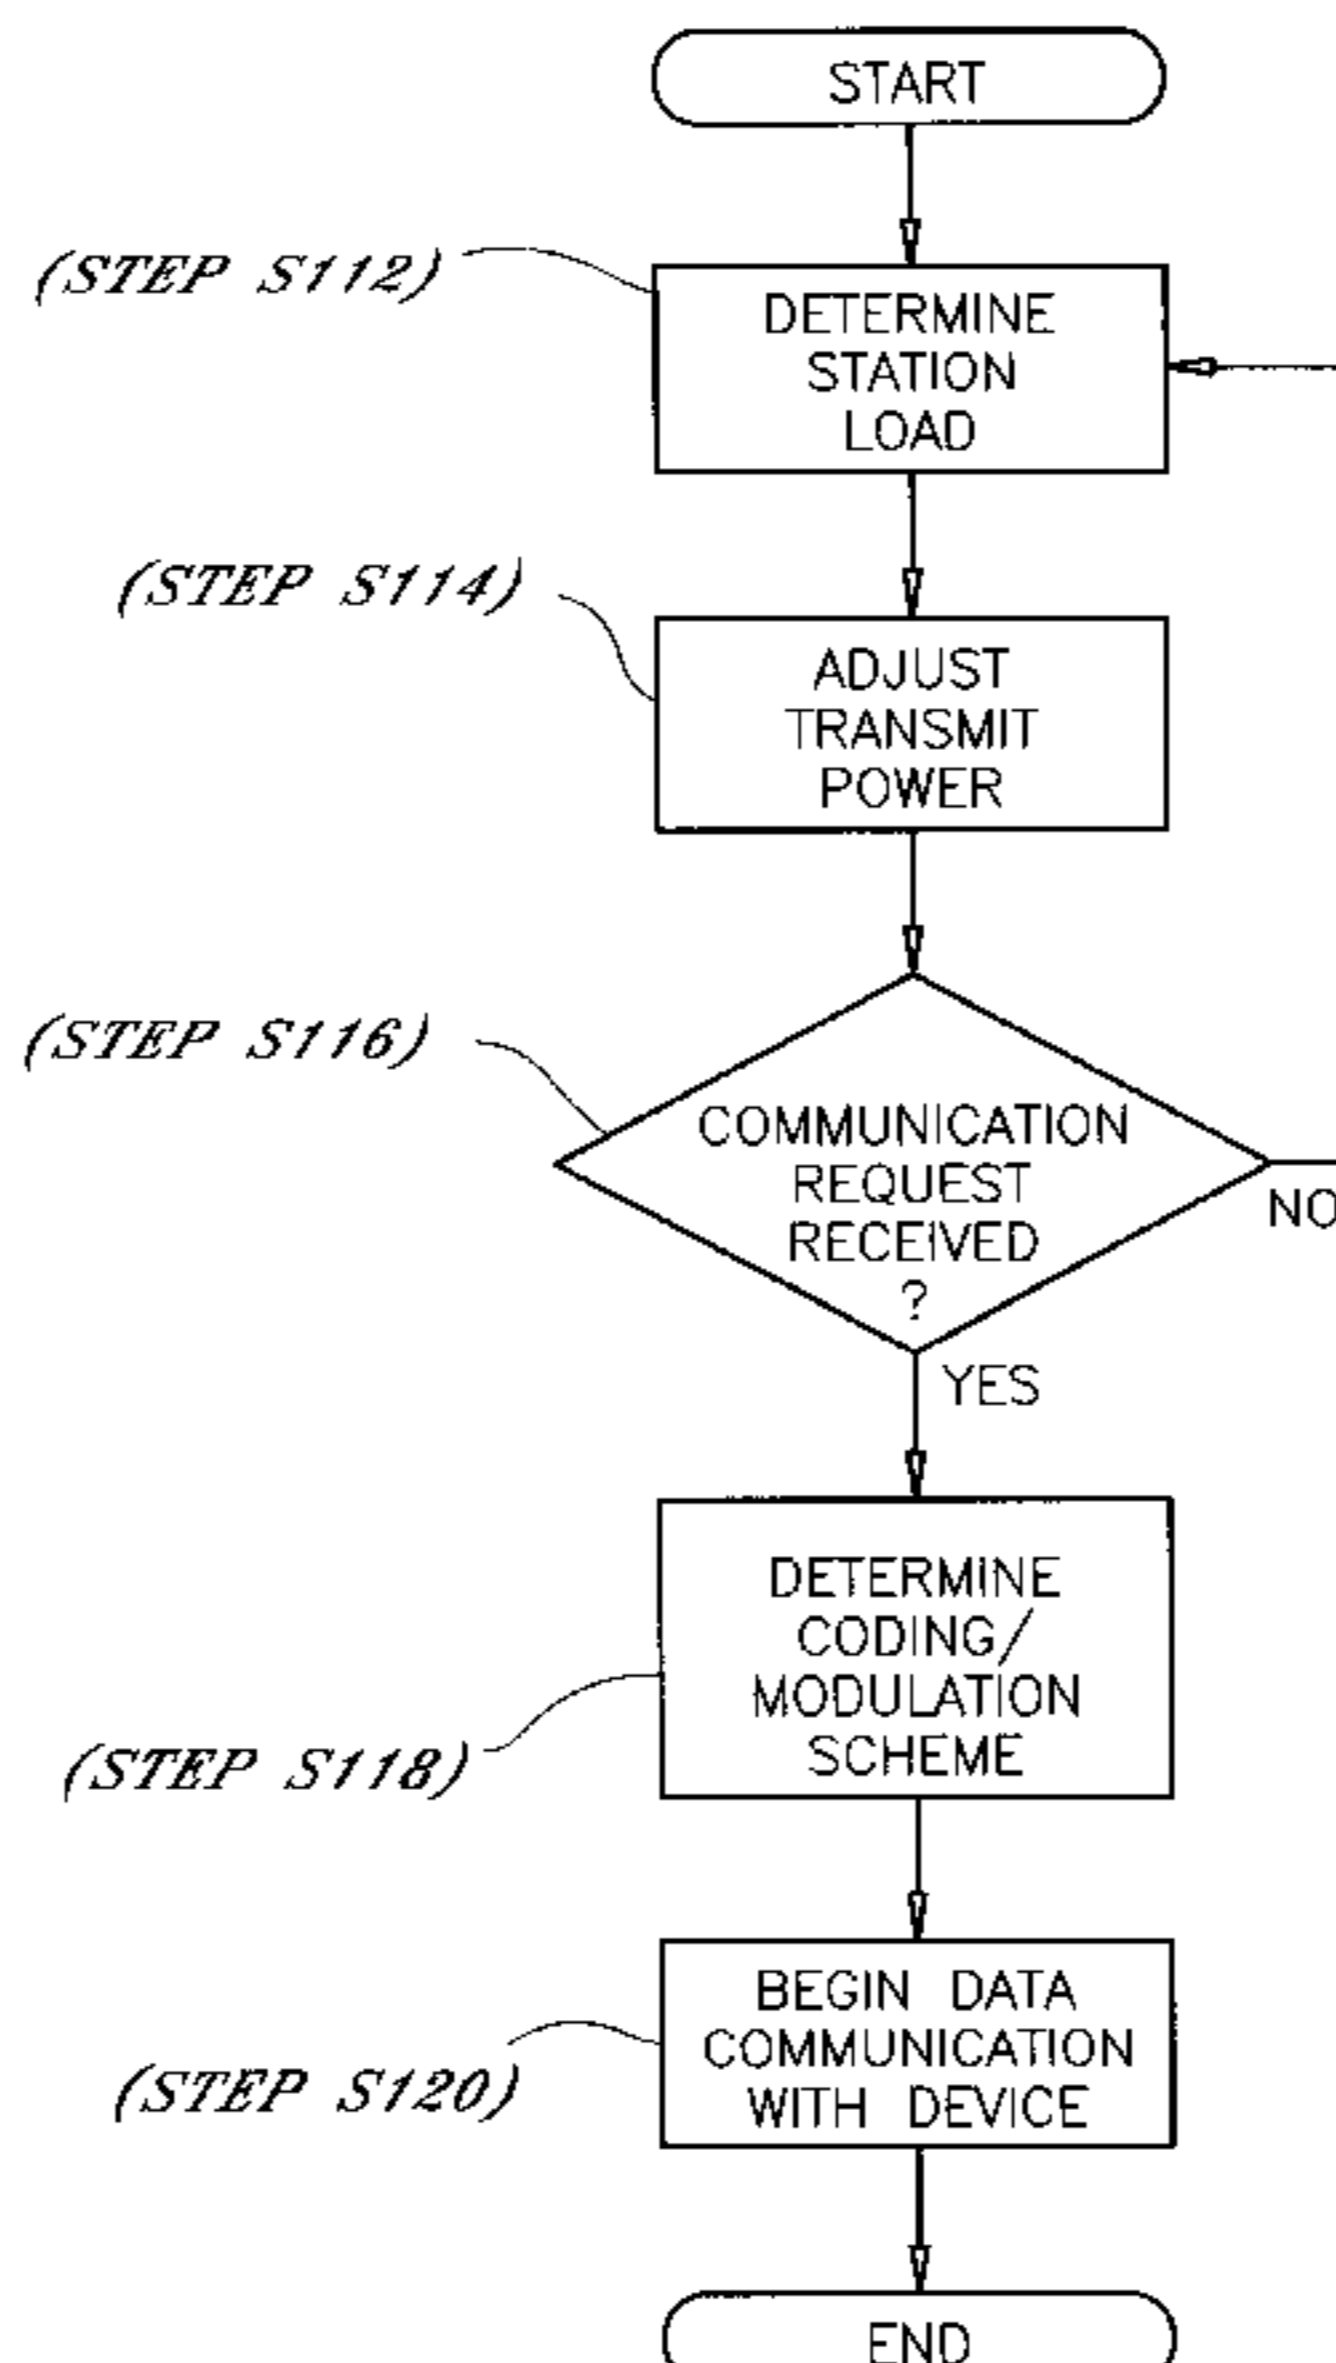 START
(STEP S112)
DETERMINE
STATION
LOAD
(STEP S114)
ADJUST
TRANSMIT
POWER
(STEP S116)
COMMUNICATION
REQUEST
RECEIVED
?
NO
YES
DETERMINE
CODING/
MODULATION
SCHEME
(STEP S118)
BEGIN DATA
COMMUNICATION
WITH DEVICE
(STEP S120)
END